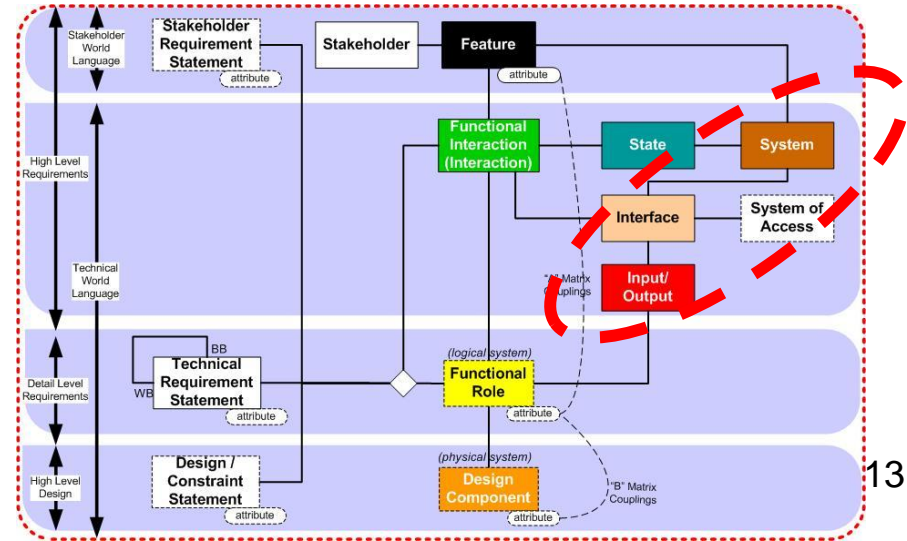 Stakeholder
World
Language
Stakeholder
Requirement
Statement
attribute
Stakeholder
Feature
attribute
High Level
Requirements
Functional
Interaction
(Interaction)
State
System
Interface
System of
Access
Technical
World
Language
Matrix
Couplings
Input/
Output
Detail Level
Requirements
BB
WB
Technical
Requirement
Statement
attribute
(logical system)
Functional
Role
attribute
High Level
Design
Design /
Constraint
Statement
attribute
(physical system)
Design
Component
attribute
"B" Matrix
Couplings
13